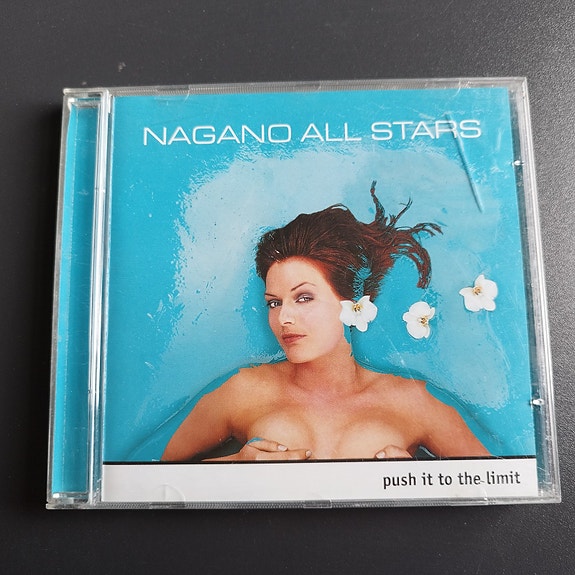 NAGANO ALL STARS
push it to the limit